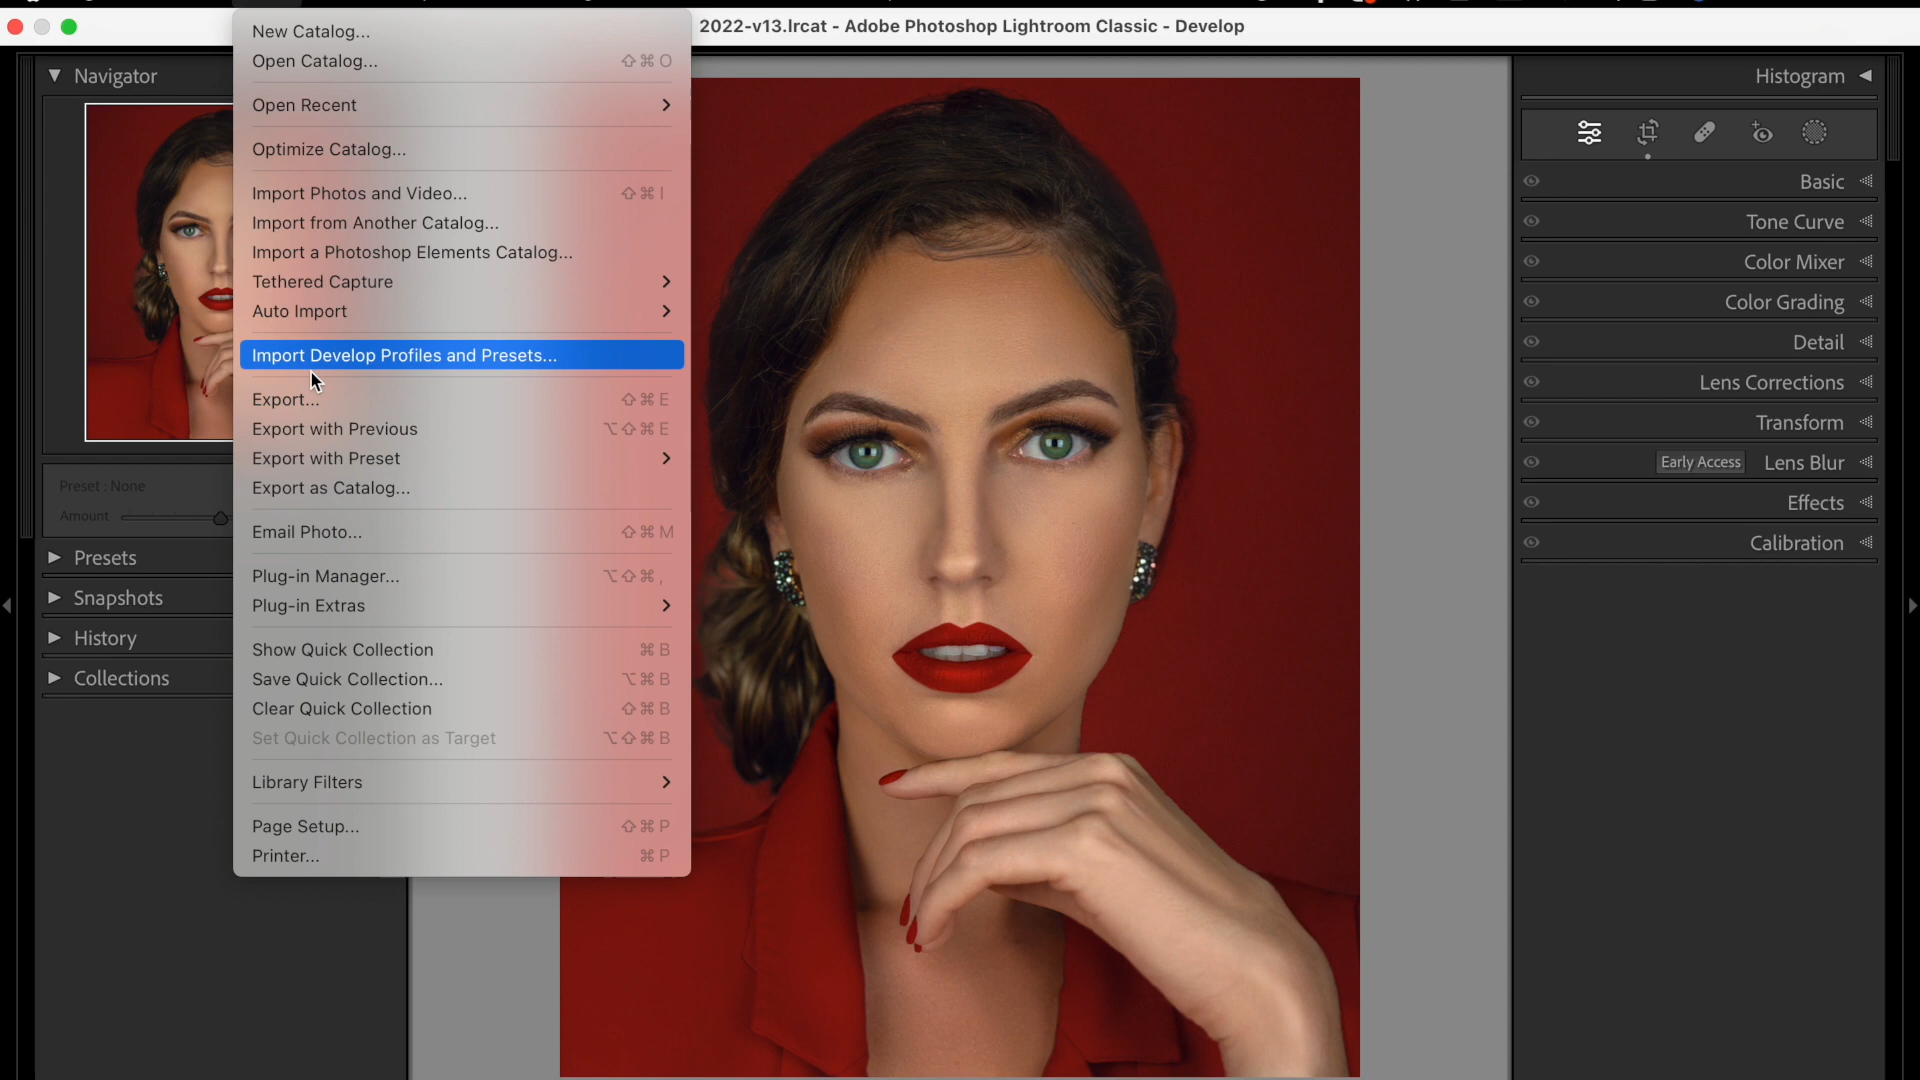 2022-v13.lrcat - Adobe Photoshop Lightroom Classic - Develop
Navigator
Preset : None
Amount
Presets
Snapshots
History
Collections
New Catalog...
Open Catalog... ⇧⌘O
Open Recent
Optimize Catalog...
Import Photos and Video... ⇧⌘I
Import from Another Catalog...
Import a Photoshop Elements Catalog...
Tethered Capture
Auto Import
Import Develop Profiles and Presets...
Export... ⇧⌘E
Export with Previous ⌥⇧⌘E
Export with Preset
Export as Catalog...
Email Photo... ⇧⌘M
Plug-in Manager... ⌥⇧⌘,
Plug-in Extras
Show Quick Collection ⌘B
Save Quick Collection... ⌥⌘B
Clear Quick Collection ⇧⌘B
Set Quick Collection as Target ⌥⇧⌘B
Library Filters
Page Setup... ⇧⌘P
Printer... ⌘P
Histogram
Basic
Tone Curve
Color Mixer
Color Grading
Detail
Lens Corrections
Transform
Early Access Lens Blur
Effects
Calibration